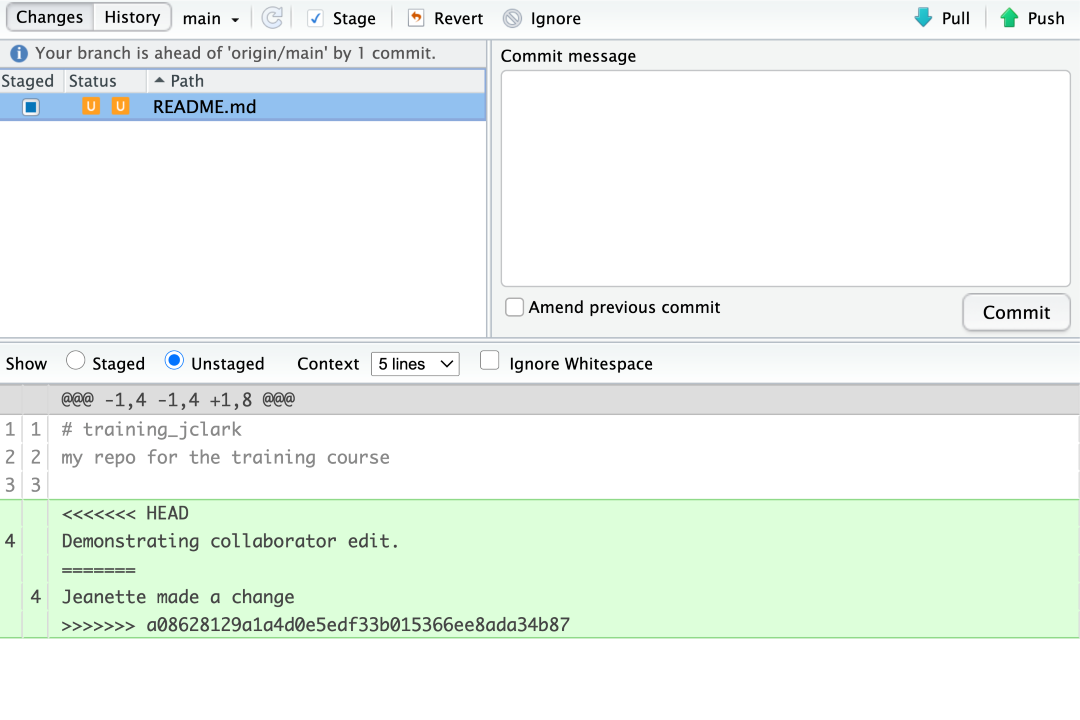 Changes History main Stage Revert Ignore Pull Push
Your branch is ahead of 'origin/main' by 1 commit.
Staged Status Path
U U README.md
Commit message
Amend previous commit
Commit
Show Staged Unstaged Context 5 lines Ignore Whitespace
@@@ -1,4 -1,4 +1,8 @@@
1 1 # training_jclark
2 2 my repo for the training course
3 3
<<<<<<< HEAD
4 Demonstrating collaborator edit.
=======
4 Jeanette made a change
>>>>>>> a08628129a1a4d0e5edf33b015366ee8ada34b87